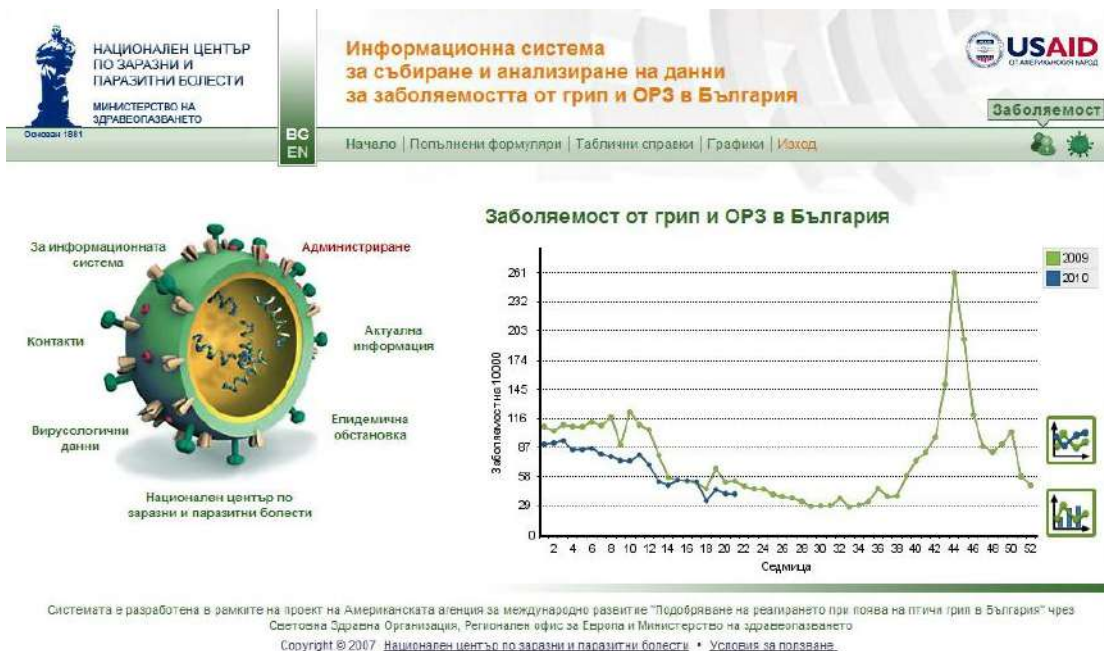 НАЦИОНАЛЕН ЦЕНТЪР
ПО ЗАРАЗНИ И
ПАРАЗИТНИ БОЛЕСТИ
МИНИСТЕРСТВО НА
ЗДРАВЕОПАЗВАНЕТО
Основан 1881
BG
EN
Информационна система
за събиране и анализиране на данни
за заболяемостта от грип и ОРЗ в България
USAID
ОТ АМЕРИКАНСКИЯ НАРОД
Заболяемост
Начало | Попълнени формуляри | Таблични справки | Графики | Изход
За информационната
система
Администриране
Контакти
Актуална
информация
Вирусологични
данни
Епидемична
обстановка
Национален център по
заразни и паразитни болести
Заболяемост от грип и ОРЗ в България
2009
2010
Заболяемост на 10000
261
232
203
174
145
116
87
58
29
0
2 4 6 8 10 12 14 16 18 20 22 24 26 28 30 32 34 36 38 40 42 44 46 48 50 52
Седмица
Системата е разработена в рамките на проект на Американската агенция за международно развитие "Подобряване на реагирането при поява на птичи грип в България" чрез
Световна Здравна Организация, Регионален офис за Европа и Министерство на здравеопазването
Copyright © 2007 Национален център по заразни и паразитни болести • Условия за ползване